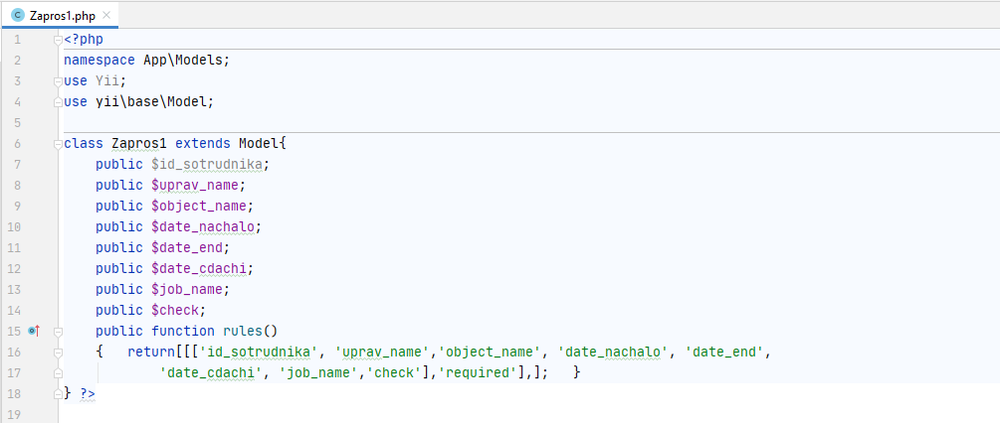 Zapros1.php
1 <?php
2 namespace App\Models;
3 use Yii;
4 use yii\base\Model;
5
6 class Zapros1 extends Model{
7 public $id_sotrudnika;
8 public $uprav_name;
9 public $object_name;
10 public $date_nachalo;
11 public $date_end;
12 public $date_cdachi;
13 public $job_name;
14 public $check;
15 public function rules()
16 { return[[['id_sotrudnika', 'uprav_name','object_name', 'date_nachalo', 'date_end',
17 'date_cdachi', 'job_name','check'],'required'],]; }
18 } ?>
19